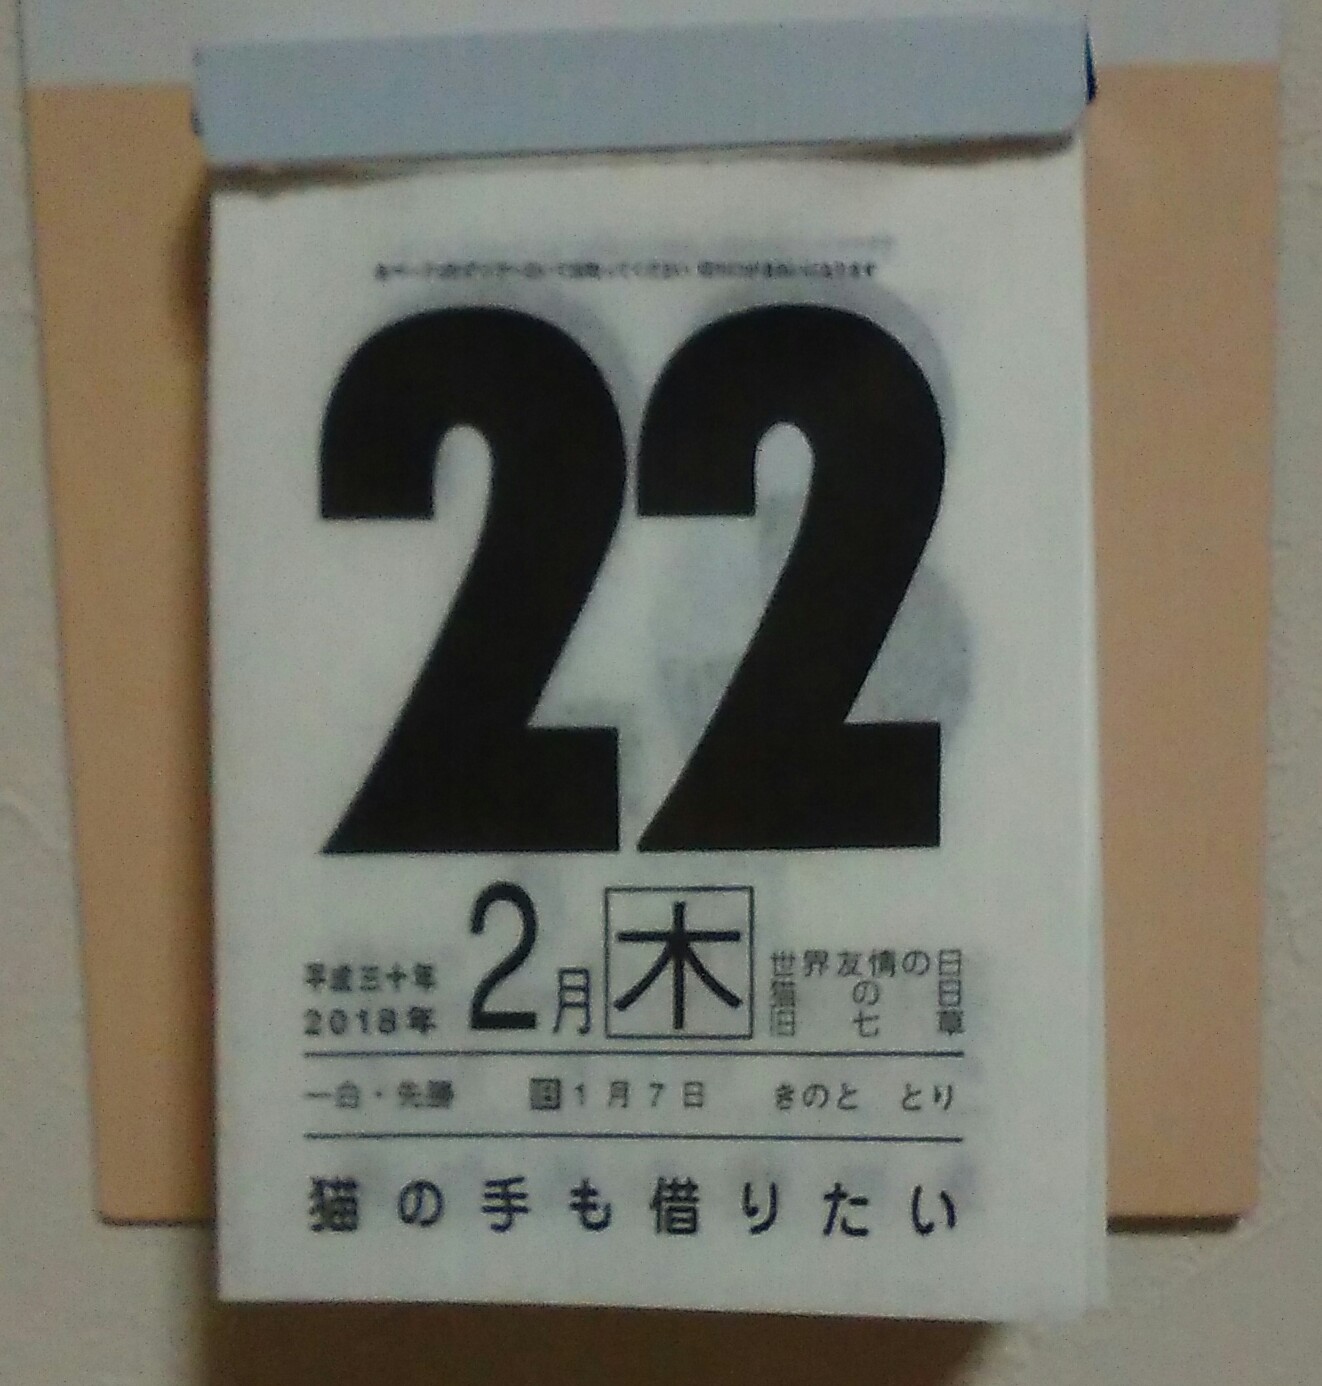 22
平成三十年
2018年
2月
木
世界友情の日
猫の日
旧七草
一白・先勝 旧1月7日 きのと とり
猫の手も借りたい